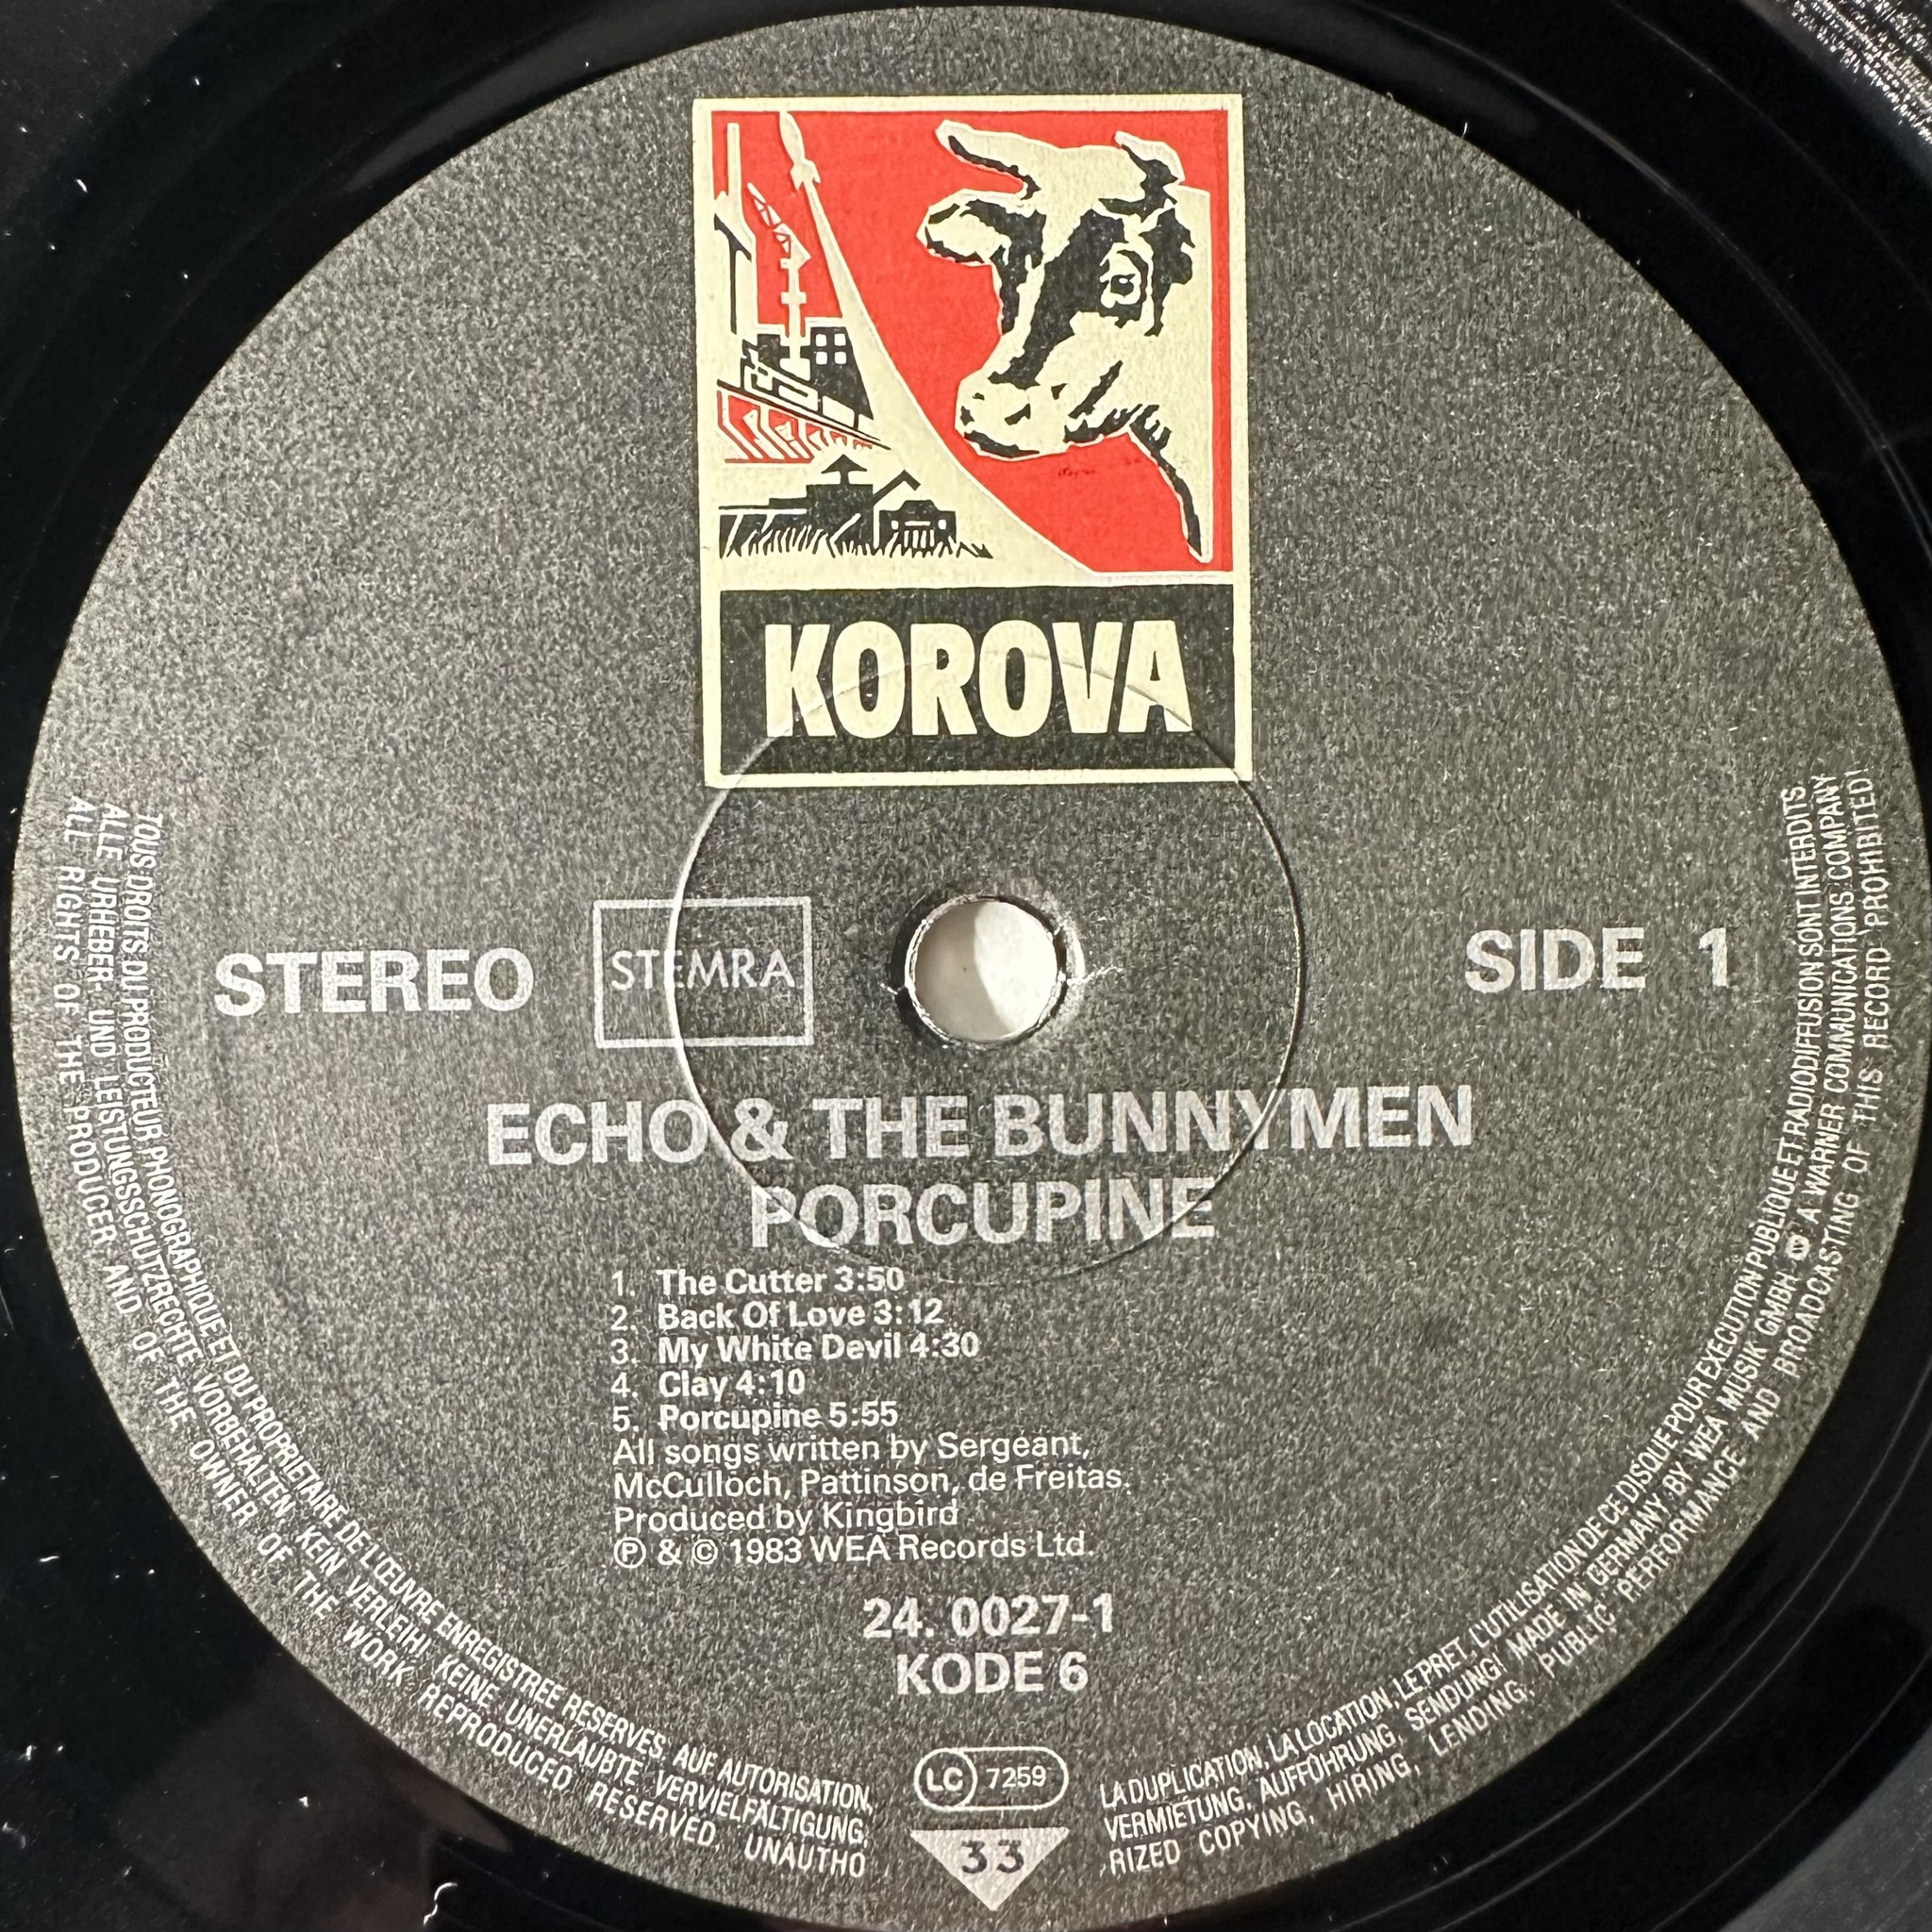 KOROVA
STEREO
STEMRA
SIDE 1
ECHO & THE BUNNYMEN
PORCUPINE
1. The Cutter 3:50
2. Back Of Love 3:12
3. My White Devil 4:30
4. Clay 4:10
5. Porcupine 5:55
All songs written by Sergeant,
McCulloch, Pattinson, de Freitas.
Produced by Kingbird
℗ & © 1983 WEA Records Ltd.
24. 0027-1
KODE 6
LC 7259
33
TOUS DROITS DU PRODUCTEUR PHONOGRAPHIQUE ET DU PROPRIETAIRE DE L'ŒUVRE ENREGISTREE RESERVES. AUF AUTORISATION, LA DUPLICATION, LA LOCATION, LE PRET, L'UTILISATION DE CE DISQUE POUR EXECUTION PUBLIQUE ET RADIODIFFUSION SONT INTERDITS
ALLE URHEBER- UND LEISTUNGSSCHUTZRECHTE VORBEHALTEN, KEIN VERLEIH! KEINE UNERLAUBTE VERVIELFÄLTIGUNG, VERMIETUNG, AUFFÖHRUNG, SENDUNG! MADE IN GERMANY BY WEA MUSIK GMBH A WARNER COMMUNICATIONS COMPANY
ALL RIGHTS OF THE PRODUCER AND OF THE OWNER OF THE WORK REPRODUCED RESERVED. UNAUTHORIZED COPYING, HIRING, LENDING, PUBLIC PERFORMANCE AND BROADCASTING OF THIS RECORD PROHIBITED!